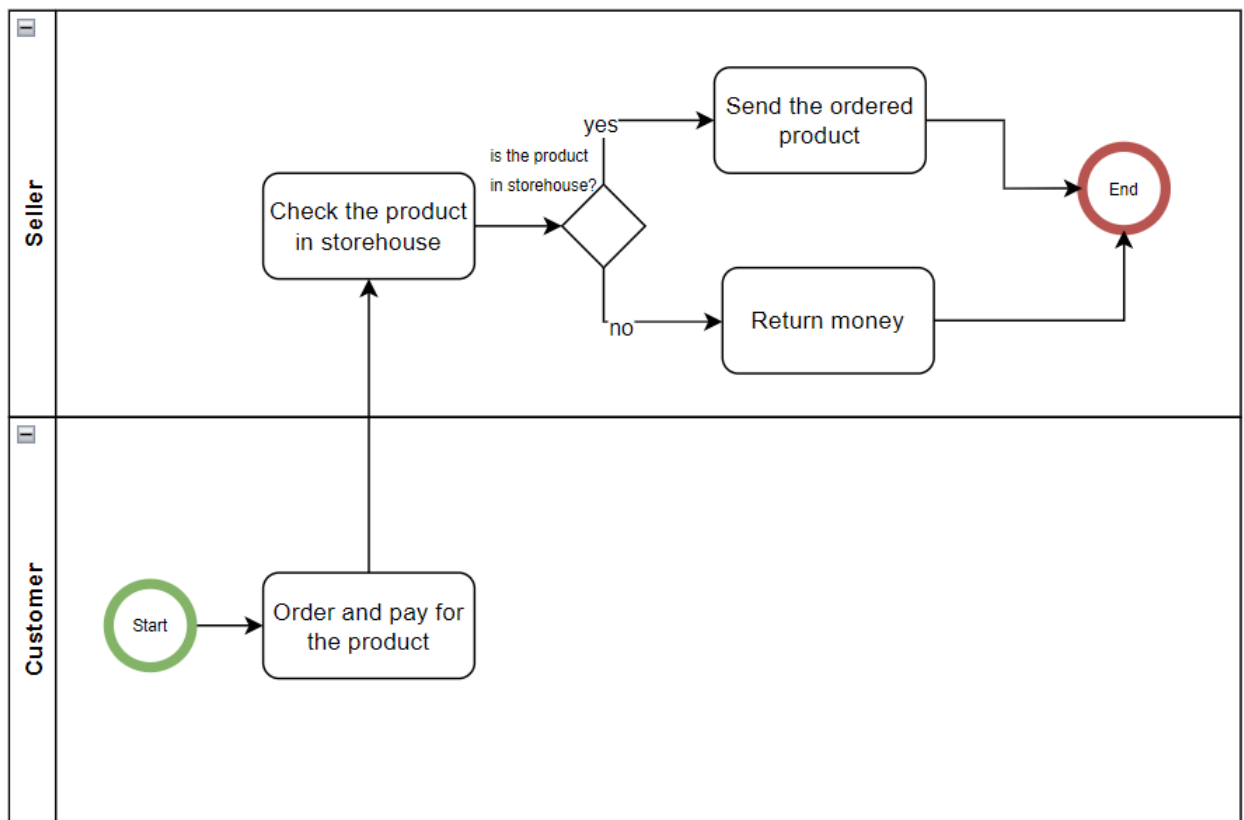 Seller
Check the product
in storehouse
is the product
in storehouse?
yes
Send the ordered
product
no
Return money
End
Customer
Start
Order and pay for
the product